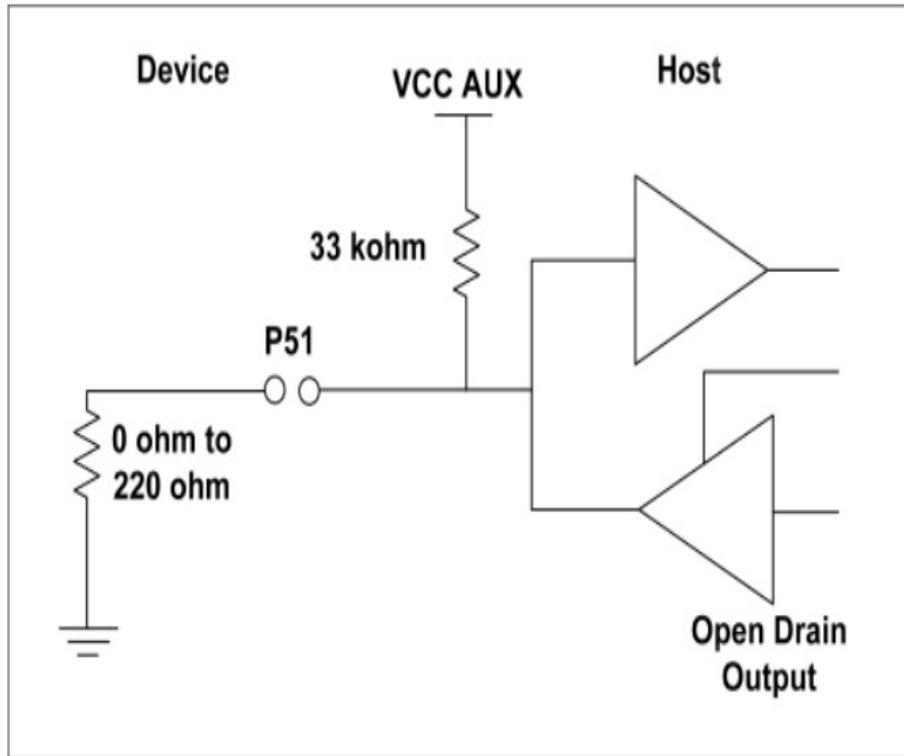 Device
VCC AUX
Host
33 kohm
P51
0 ohm to
220 ohm
Open Drain
Output